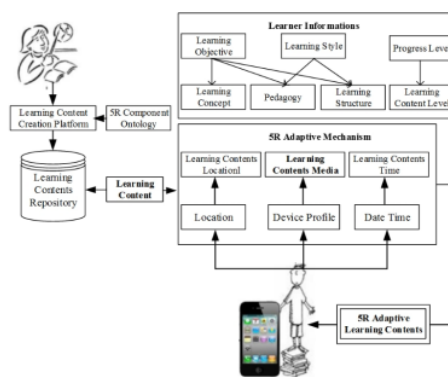 Learner Informations
Learning
Objective
Learning Style
Progress Level
Learning
Concept
Pedagogy
Learning
Structure
Learning
Content Level
Learning Content
Creation Platform
5R Component
Ontology
5R Adaptive Mechanism
Learning Contents
Locationl
Learning
Contents Media
Learning Contents
Time
Learning
Contents
Repository
Learning
Content
Location
Device Profile
Date Time
5R Adaptive
Learning Contents